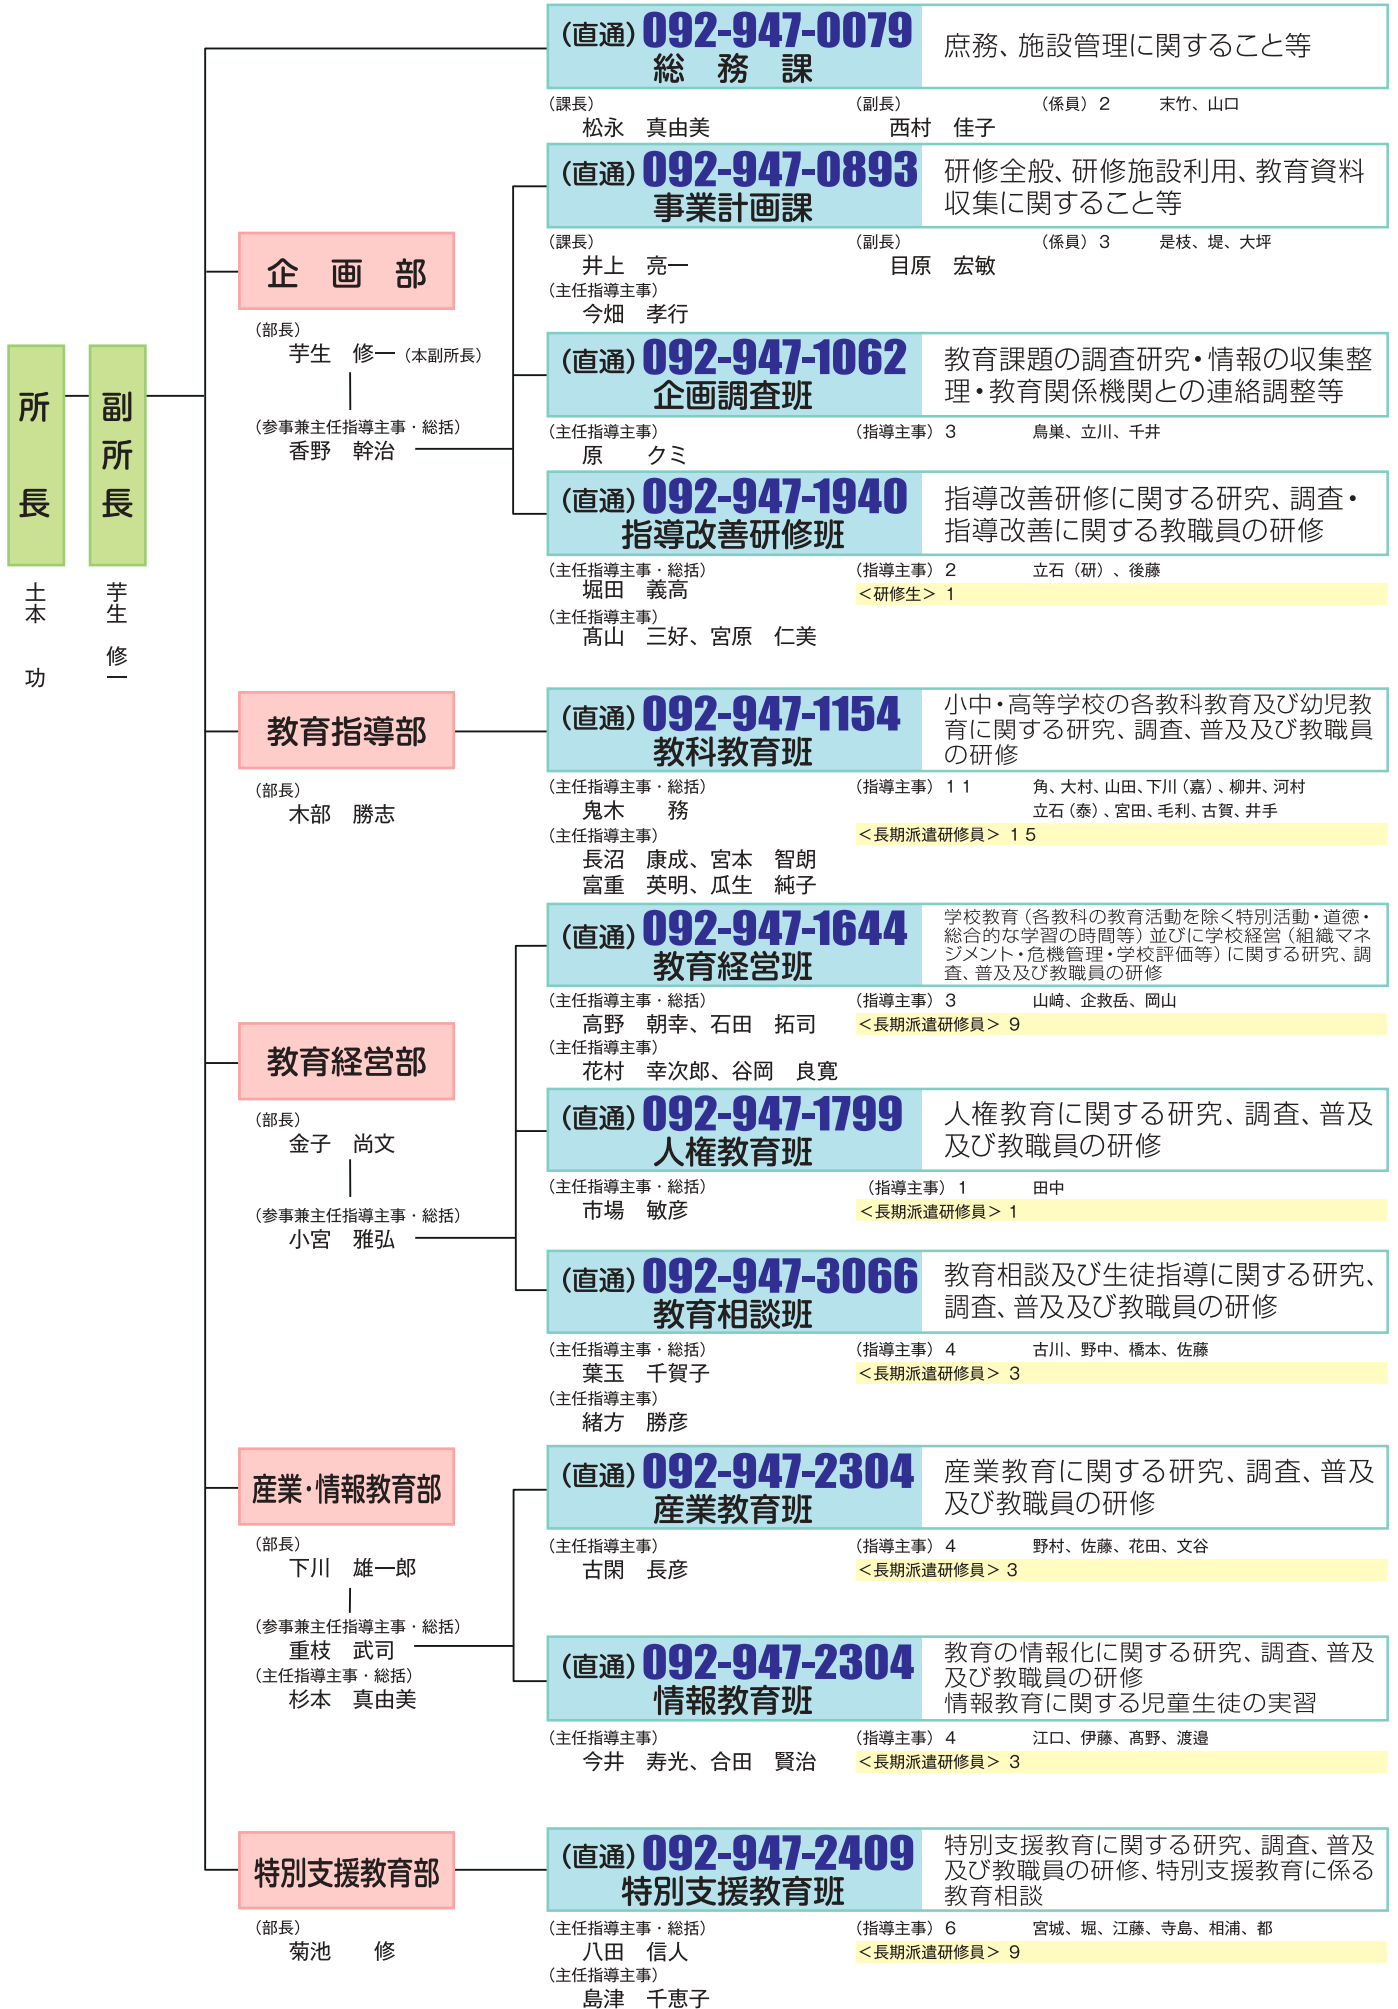 所長
土本　功
副所長
芋生　修一
（直通）092-947-0079
総　務　課
庶務、施設管理に関すること等
（課長）
松永　真由美
（副長）
西村　佳子
（係員）２　末竹、山口
企　画　部
（部長）
芋生　修一（本副所長）
（参事兼主任指導主事・総括）
香野　幹治
（直通）092-947-0893
事業計画課
研修全般、研修施設利用、教育資料
収集に関すること等
（課長）
井上　亮一
（副長）
目原　宏敏
（係員）３　是枝、堤、大坪
（主任指導主事）
今畑　孝行
（直通）092-947-1062
企画調査班
教育課題の調査研究・情報の収集整
理・教育関係機関との連絡調整等
（主任指導主事）
原　　クミ
（指導主事）３　鳥巣、立川、千井
（直通）092-947-1940
指導改善研修班
指導改善研修に関する研究、調査・
指導改善に関する教職員の研修
（主任指導主事・総括）
堀田　義高
（指導主事）２　立石（研）、後藤
＜研修生＞ １
（主任指導主事）
髙山　三好、宮原　仁美
教育指導部
（部長）
木部　勝志
（直通）092-947-1154
教科教育班
小中・高等学校の各教科教育及び幼児教
育に関する研究、調査、普及及び教職員
の研修
（主任指導主事・総括）
鬼木　　務
（指導主事）１１　角、大村、山田、下川（嘉）、柳井、河村
立石（泰）、宮田、毛利、古賀、井手
＜長期派遣研修員＞ １５
（主任指導主事）
長沼　康成、宮本　智朗
富重　英明、瓜生　純子
教育経営部
（部長）
金子　尚文
（参事兼主任指導主事・総括）
小宮　雅弘
（直通）092-947-1644
教育経営班
学校教育（各教科の教育活動を除く特別活動・道徳・
総合的な学習の時間等）並びに学校経営（組織マネ
ジメント・危機管理・学校評価等）に関する研究、調
査、普及及び教職員の研修
（主任指導主事・総括）
高野　朝幸、石田　拓司
（指導主事）３　山﨑、企救岳、岡山
＜長期派遣研修員＞ ９
（主任指導主事）
花村　幸次郎、谷岡　良寛
（直通）092-947-1799
人権教育班
人権教育に関する研究、調査、普及
及び教職員の研修
（主任指導主事・総括）
市場　敏彦
（指導主事）１　田中
＜長期派遣研修員＞ １
（直通）092-947-3066
教育相談班
教育相談及び生徒指導に関する研究、
調査、普及及び教職員の研修
（主任指導主事・総括）
葉玉　千賀子
（指導主事）４　古川、野中、橋本、佐藤
＜長期派遣研修員＞ ３
（主任指導主事）
緒方　勝彦
産業・情報教育部
（部長）
下川　雄一郎
（参事兼主任指導主事・総括）
重枝　武司
（主任指導主事・総括）
杉本　真由美
（直通）092-947-2304
産業教育班
産業教育に関する研究、調査、普及
及び教職員の研修
（主任指導主事）
古閑　長彦
（指導主事）４　野村、佐藤、花田、文谷
＜長期派遣研修員＞ ３
（直通）092-947-2304
情報教育班
教育の情報化に関する研究、調査、普及
及び教職員の研修
情報教育に関する児童生徒の実習
（主任指導主事）
今井　寿光、合田　賢治
（指導主事）４　江口、伊藤、髙野、渡邉
＜長期派遣研修員＞ ３
特別支援教育部
（部長）
菊池　　修
（直通）092-947-2409
特別支援教育班
特別支援教育に関する研究、調査、普及
及び教職員の研修、特別支援教育に係る
教育相談
（主任指導主事・総括）
八田　信人
（指導主事）６　宮城、堀、江藤、寺島、相浦、都
＜長期派遣研修員＞ ９
（主任指導主事）
島津　千恵子